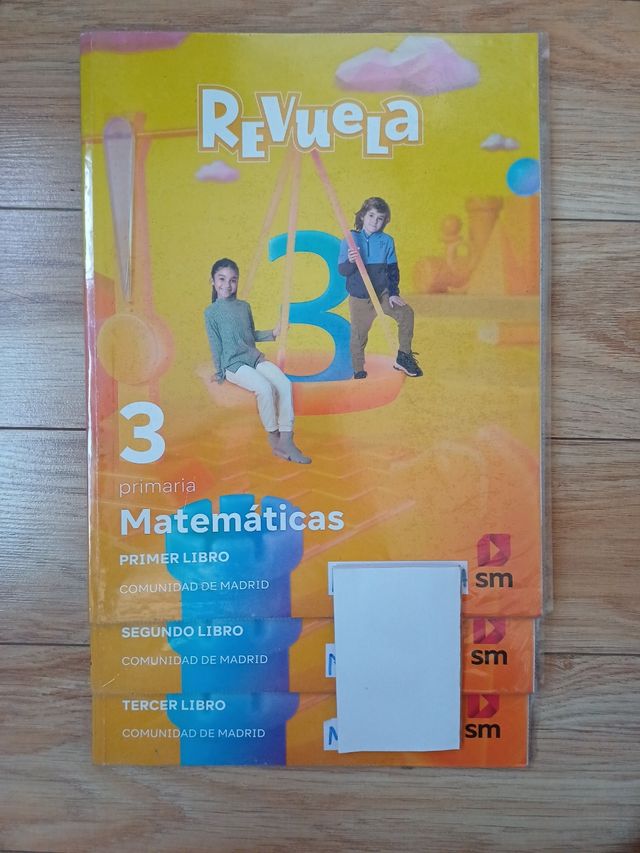 ReVueLa
3
3
primaria
Matemáticas
PRIMER LIBRO
COMUNIDAD DE MADRID
sm
SEGUNDO LIBRO
COMUNIDAD DE MADRID
sm
TERCER LIBRO
COMUNIDAD DE MADRID
sm